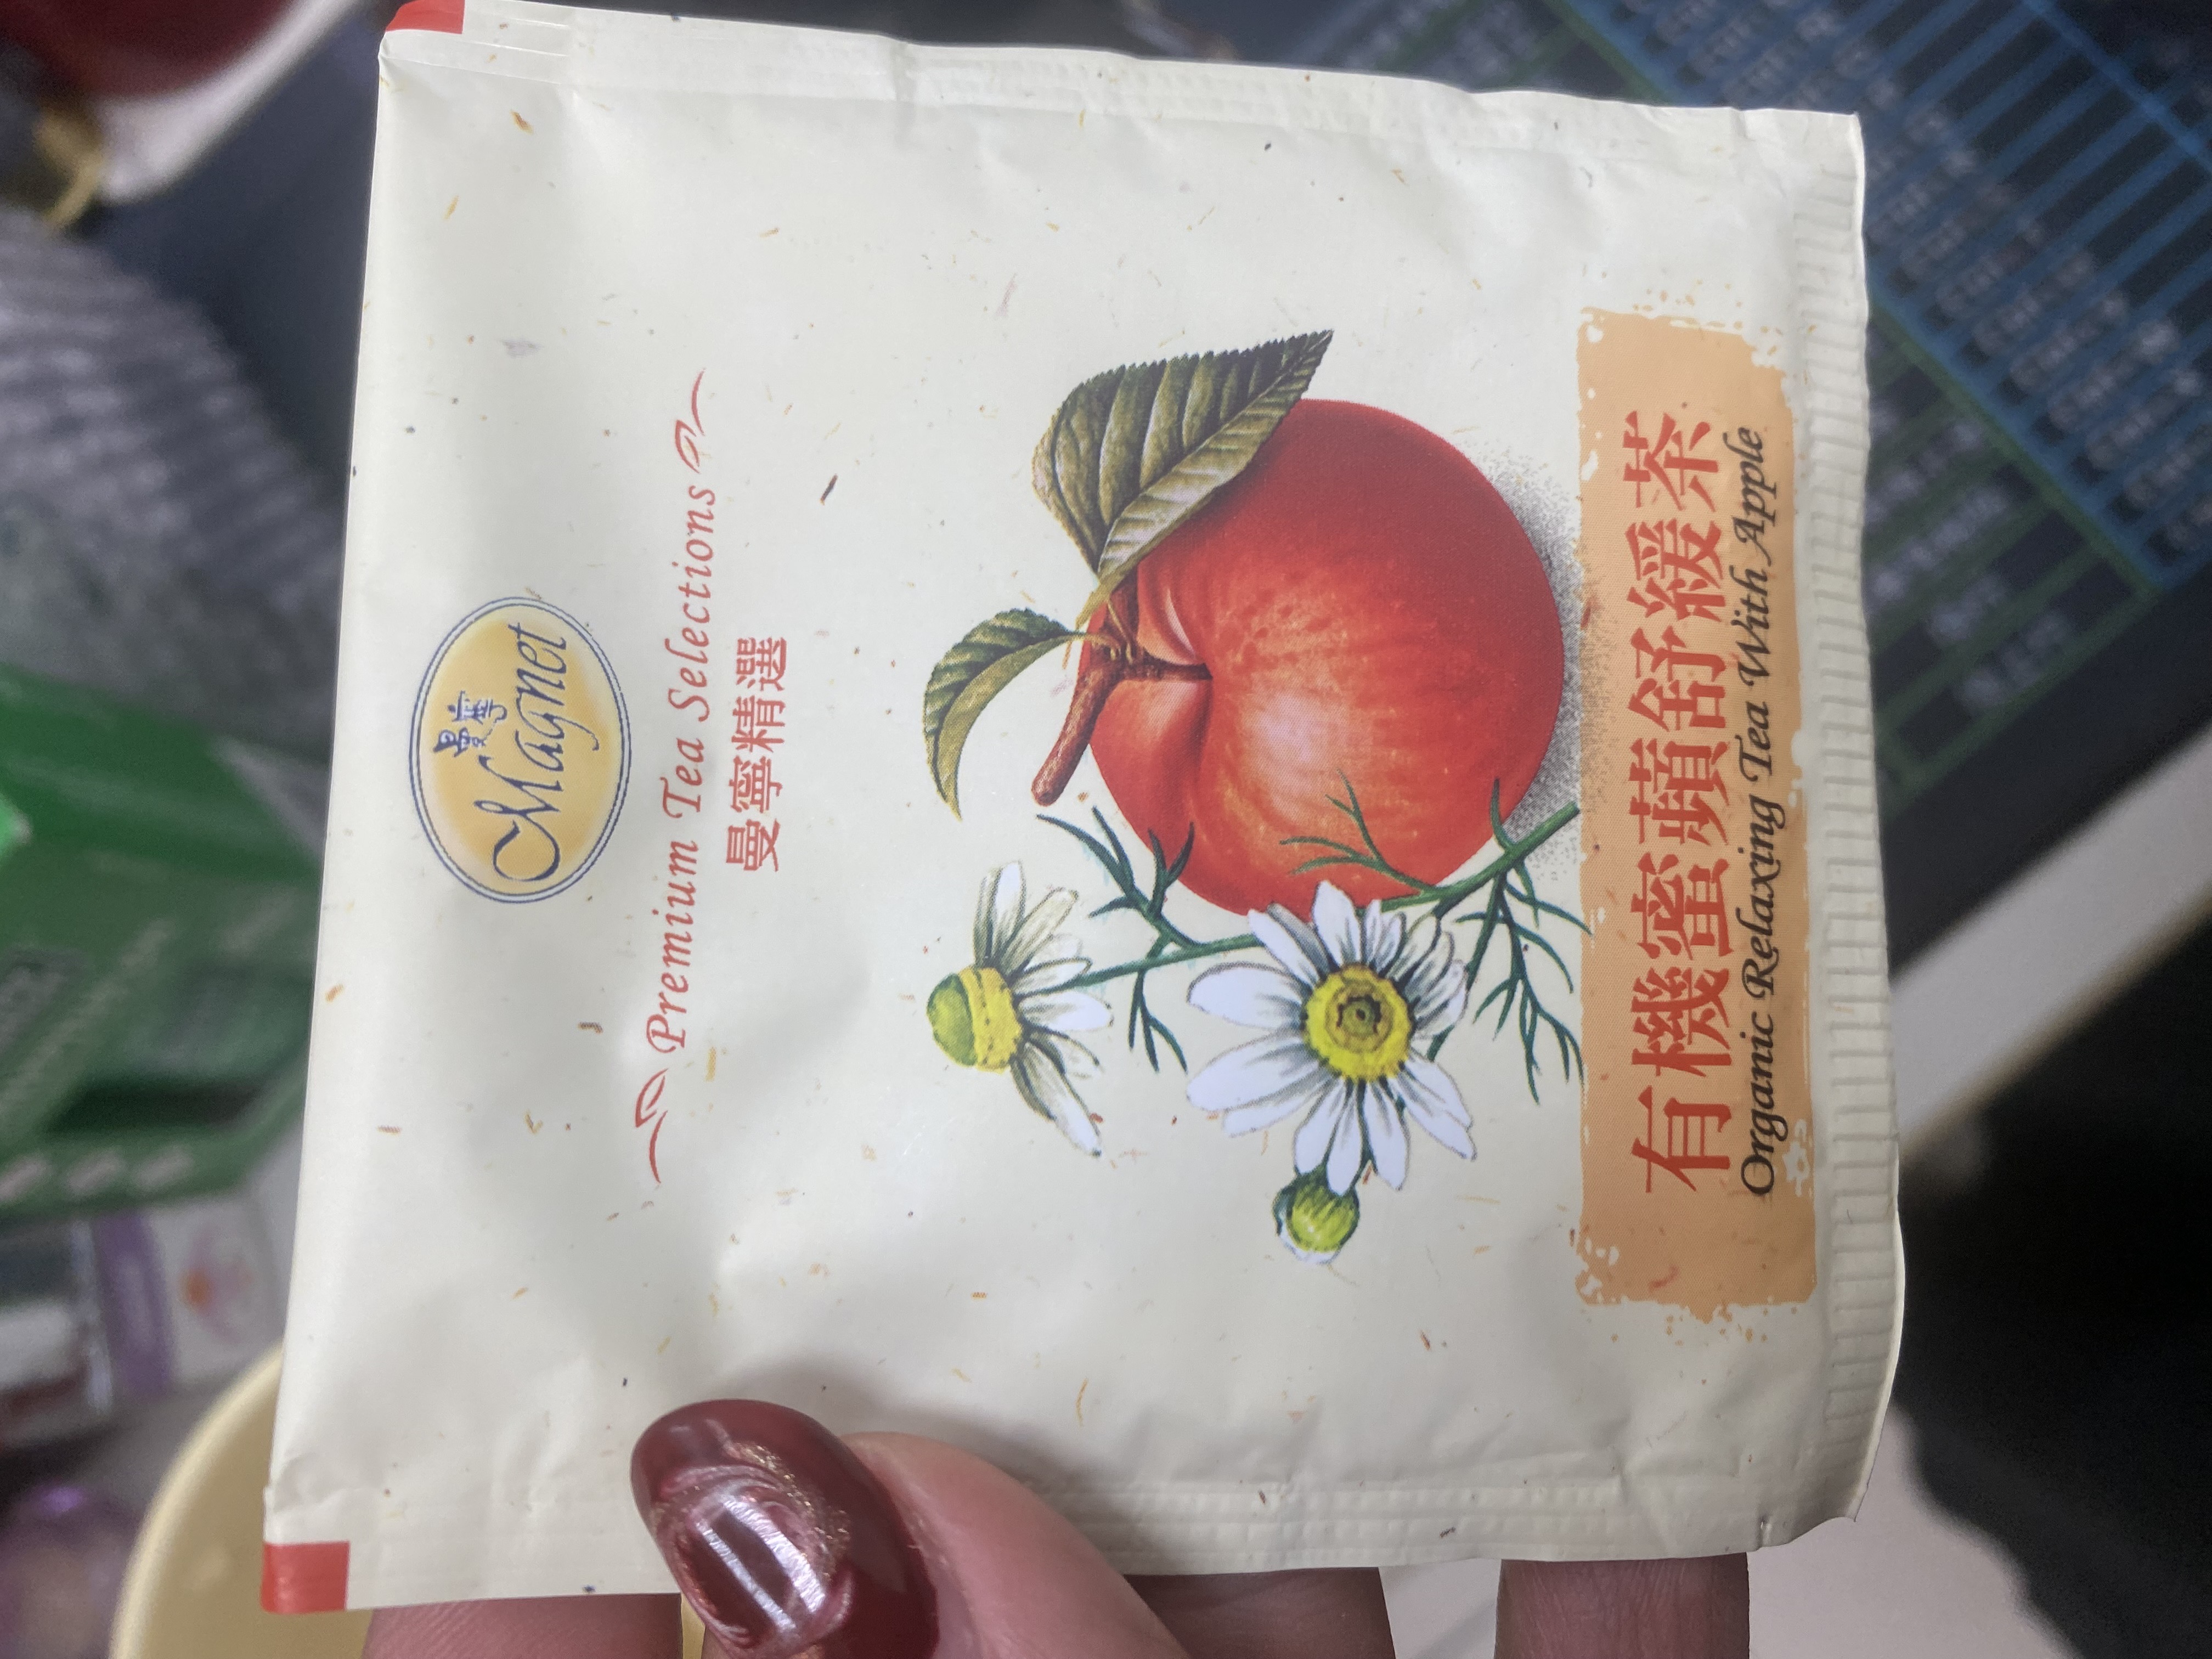 曼寧
Magnet
Premium Tea Selections
曼寧精選
有機蜜蘋舒緩茶
Organic Relaxing Tea With Apple